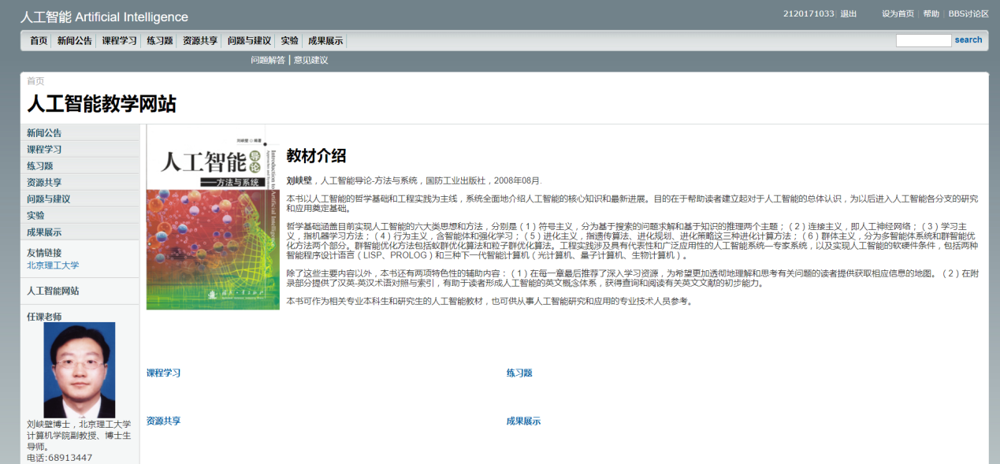 人工智能 Artificial Intelligence
2120171033 退出 设为首页 帮助 BBS讨论区
首页 新闻公告 课程学习 练习题 资源共享 问题与建议 实验 成果展示 search
问题解答 | 意见建议
首页
人工智能教学网站
新闻公告
课程学习
练习题
资源共享
问题与建议
实验
成果展示
友情链接
北京理工大学
人工智能网站
任课老师
刘峡壁博士，北京理工大学
计算机学院副教授、博士生
导师。
电话:68913447
刘峡壁 ◎ 编著
人工智能导论
——方法与系统
Introduction to Artificial Intelligence
Approaches and Systems
国防工业出版社
教材介绍
刘峡壁，人工智能导论-方法与系统，国防工业出版社，2008年08月.
本书以人工智能的哲学基础和工程实践为主线，系统全面地介绍人工智能的核心知识和最新进展。目的在于帮助读者建立起对于人工智能的总体认识，为以后进入人工智能各分支的研究
和应用奠定基础。
哲学基础涵盖目前实现人工智能的六大类思想和方法，分别是（1）符号主义，分为基于搜索的问题求解和基于知识的推理两个主题；（2）连接主义，即人工神经网络；（3）学习主
义，指机器学习方法；（4）行为主义，含智能体和强化学习；（5）进化主义，指遗传算法、进化规划、进化策略这三种进化计算方法；（6）群体主义，分为多智能体系统和群智能优
化方法两个部分。群智能优化方法包括蚁群优化算法和粒子群优化算法。工程实践涉及具有代表性和广泛应用性的人工智能系统—专家系统，以及实现人工智能的软硬件条件，包括两种
智能程序设计语言（LISP、PROLOG）和三种下一代智能计算机（光计算机、量子计算机、生物计算机）。
除了这些主要内容以外，本书还有两项特色性的辅助内容：（1）在每一章最后推荐了深入学习资源，为希望更加透彻地理解和思考有关问题的读者提供获取相应信息的地图。（2）在附
录部分提供了汉英-英汉术语对照与索引，有助于读者形成人工智能的英文概念体系，获得查询和阅读有关英文文献的初步能力。
本书可作为相关专业本科生和研究生的人工智能教材，也可供从事人工智能研究和应用的专业技术人员参考。
课程学习 练习题
资源共享 成果展示